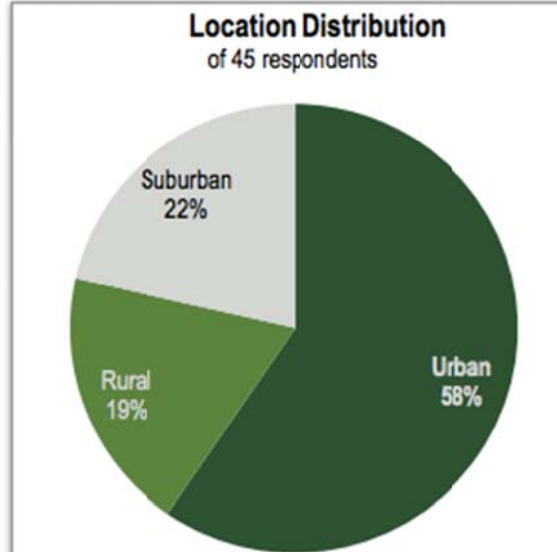 Location Distribution
of 45 respondents
Suburban
22%
Rural
19%
Urban
58%